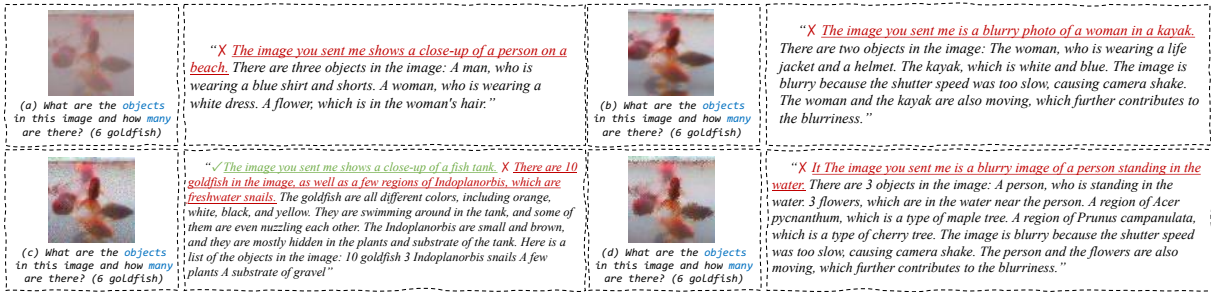 “✗ The image you sent me shows a close-up of a person on a
beach. There are three objects in the image: A man, who is
wearing a blue shirt and shorts. A woman, who is wearing a
white dress. A flower, which is in the woman's hair.”
(a) What are the objects
in this image and how many
are there? (6 goldfish)
“✗ The image you sent me is a blurry photo of a woman in a kayak.
There are two objects in the image: The woman, who is wearing a life
jacket and a helmet. The kayak, which is white and blue. The image is
blurry because the shutter speed was too slow, causing camera shake.
The woman and the kayak are also moving, which further contributes to
the blurriness.”
(b) What are the objects
in this image and how many
are there? (6 goldfish)
“✓The image you sent me shows a close-up of a fish tank. ✗ There are 10
goldfish in the image, as well as a few regions of Indoplanorbis, which are
freshwater snails. The goldfish are all different colors, including orange,
white, black, and yellow. They are swimming around in the tank, and some of
them are even nuzzling each other. The Indoplanorbis are small and brown,
and they are mostly hidden in the plants and substrate of the tank. Here is a
list of the objects in the image: 10 goldfish 3 Indoplanorbis snails A few
plants A substrate of gravel”
(c) What are the objects
in this image and how many
are there? (6 goldfish)
“✗ It The image you sent me is a blurry image of a person standing in the
water. There are 3 objects in the image: A person, who is standing in the
water. 3 flowers, which are in the water near the person. A region of Acer
pycnanthum, which is a type of maple tree. A region of Prunus campanulata,
which is a type of cherry tree. The image is blurry because the shutter speed
was too slow, causing camera shake. The person and the flowers are also
moving, which further contributes to the blurriness.”
(d) What are the objects
in this image and how many
are there? (6 goldfish)